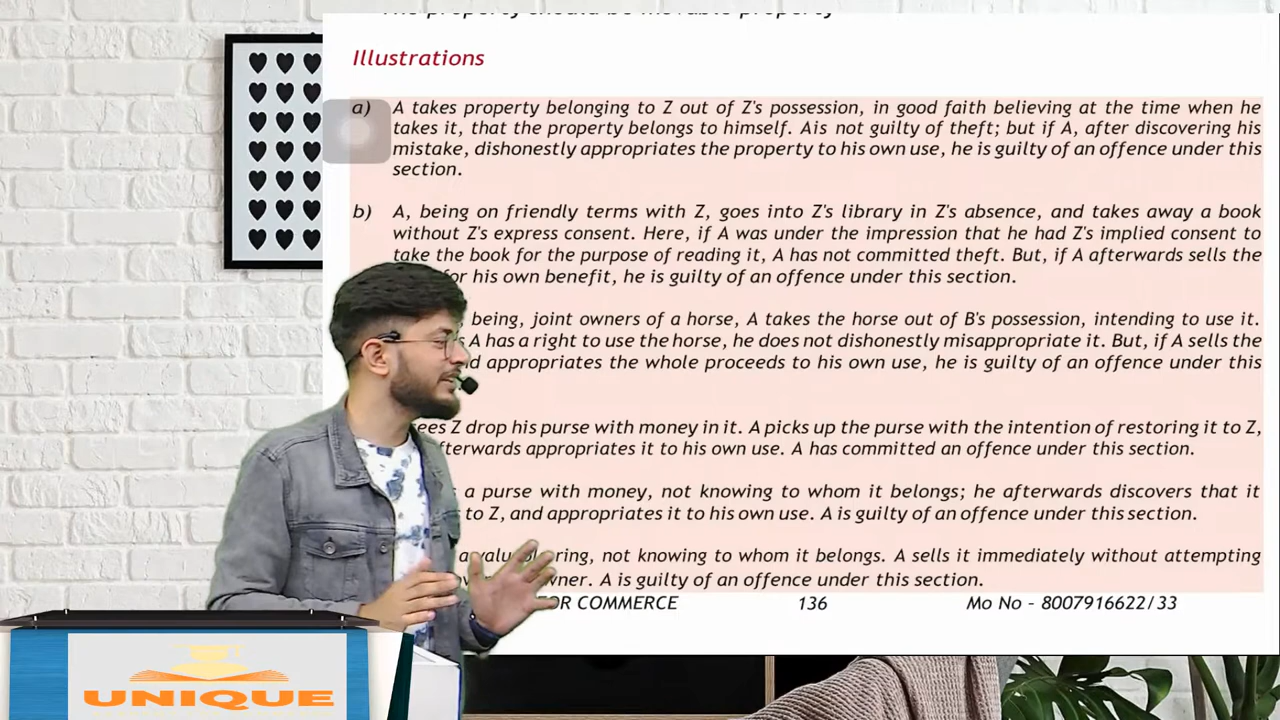 The property should be movable property
Illustrations
a) A takes property belonging to Z out of Z's possession, in good faith believing at the time when he
takes it, that the property belongs to himself. Ais not guilty of theft; but if A, after discovering his
mistake, dishonestly appropriates the property to his own use, he is guilty of an offence under this
section.
b) A, being on friendly terms with Z, goes into Z's library in Z's absence, and takes away a book
without Z's express consent. Here, if A was under the impression that he had Z's implied consent to
take the book for the purpose of reading it, A has not committed theft. But, if A afterwards sells the
for his own benefit, he is guilty of an offence under this section.
being, joint owners of a horse, A takes the horse out of B's possession, intending to use it.
A has a right to use the horse, he does not dishonestly misappropriate it. But, if A sells the
appropriates the whole proceeds to his own use, he is guilty of an offence under this
Z drop his purse with money in it. A picks up the purse with the intention of restoring it to Z,
afterwards appropriates it to his own use. A has committed an offence under this section.
a purse with money, not knowing to whom it belongs; he afterwards discovers that it
to Z, and appropriates it to his own use. A is guilty of an offence under this section.
a ring, not knowing to whom it belongs. A sells it immediately without attempting
A is guilty of an offence under this section.
COMMERCE 136 Mo No – 8007916622/33
UNIQUE